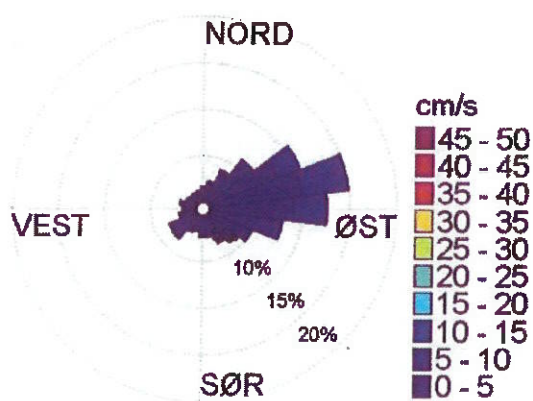 NORD
VEST
ØST
SØR
10%
15%
20%
cm/s
45 - 50
40 - 45
35 - 40
30 - 35
25 - 30
20 - 25
15 - 20
10 - 15
5 - 10
0 - 5